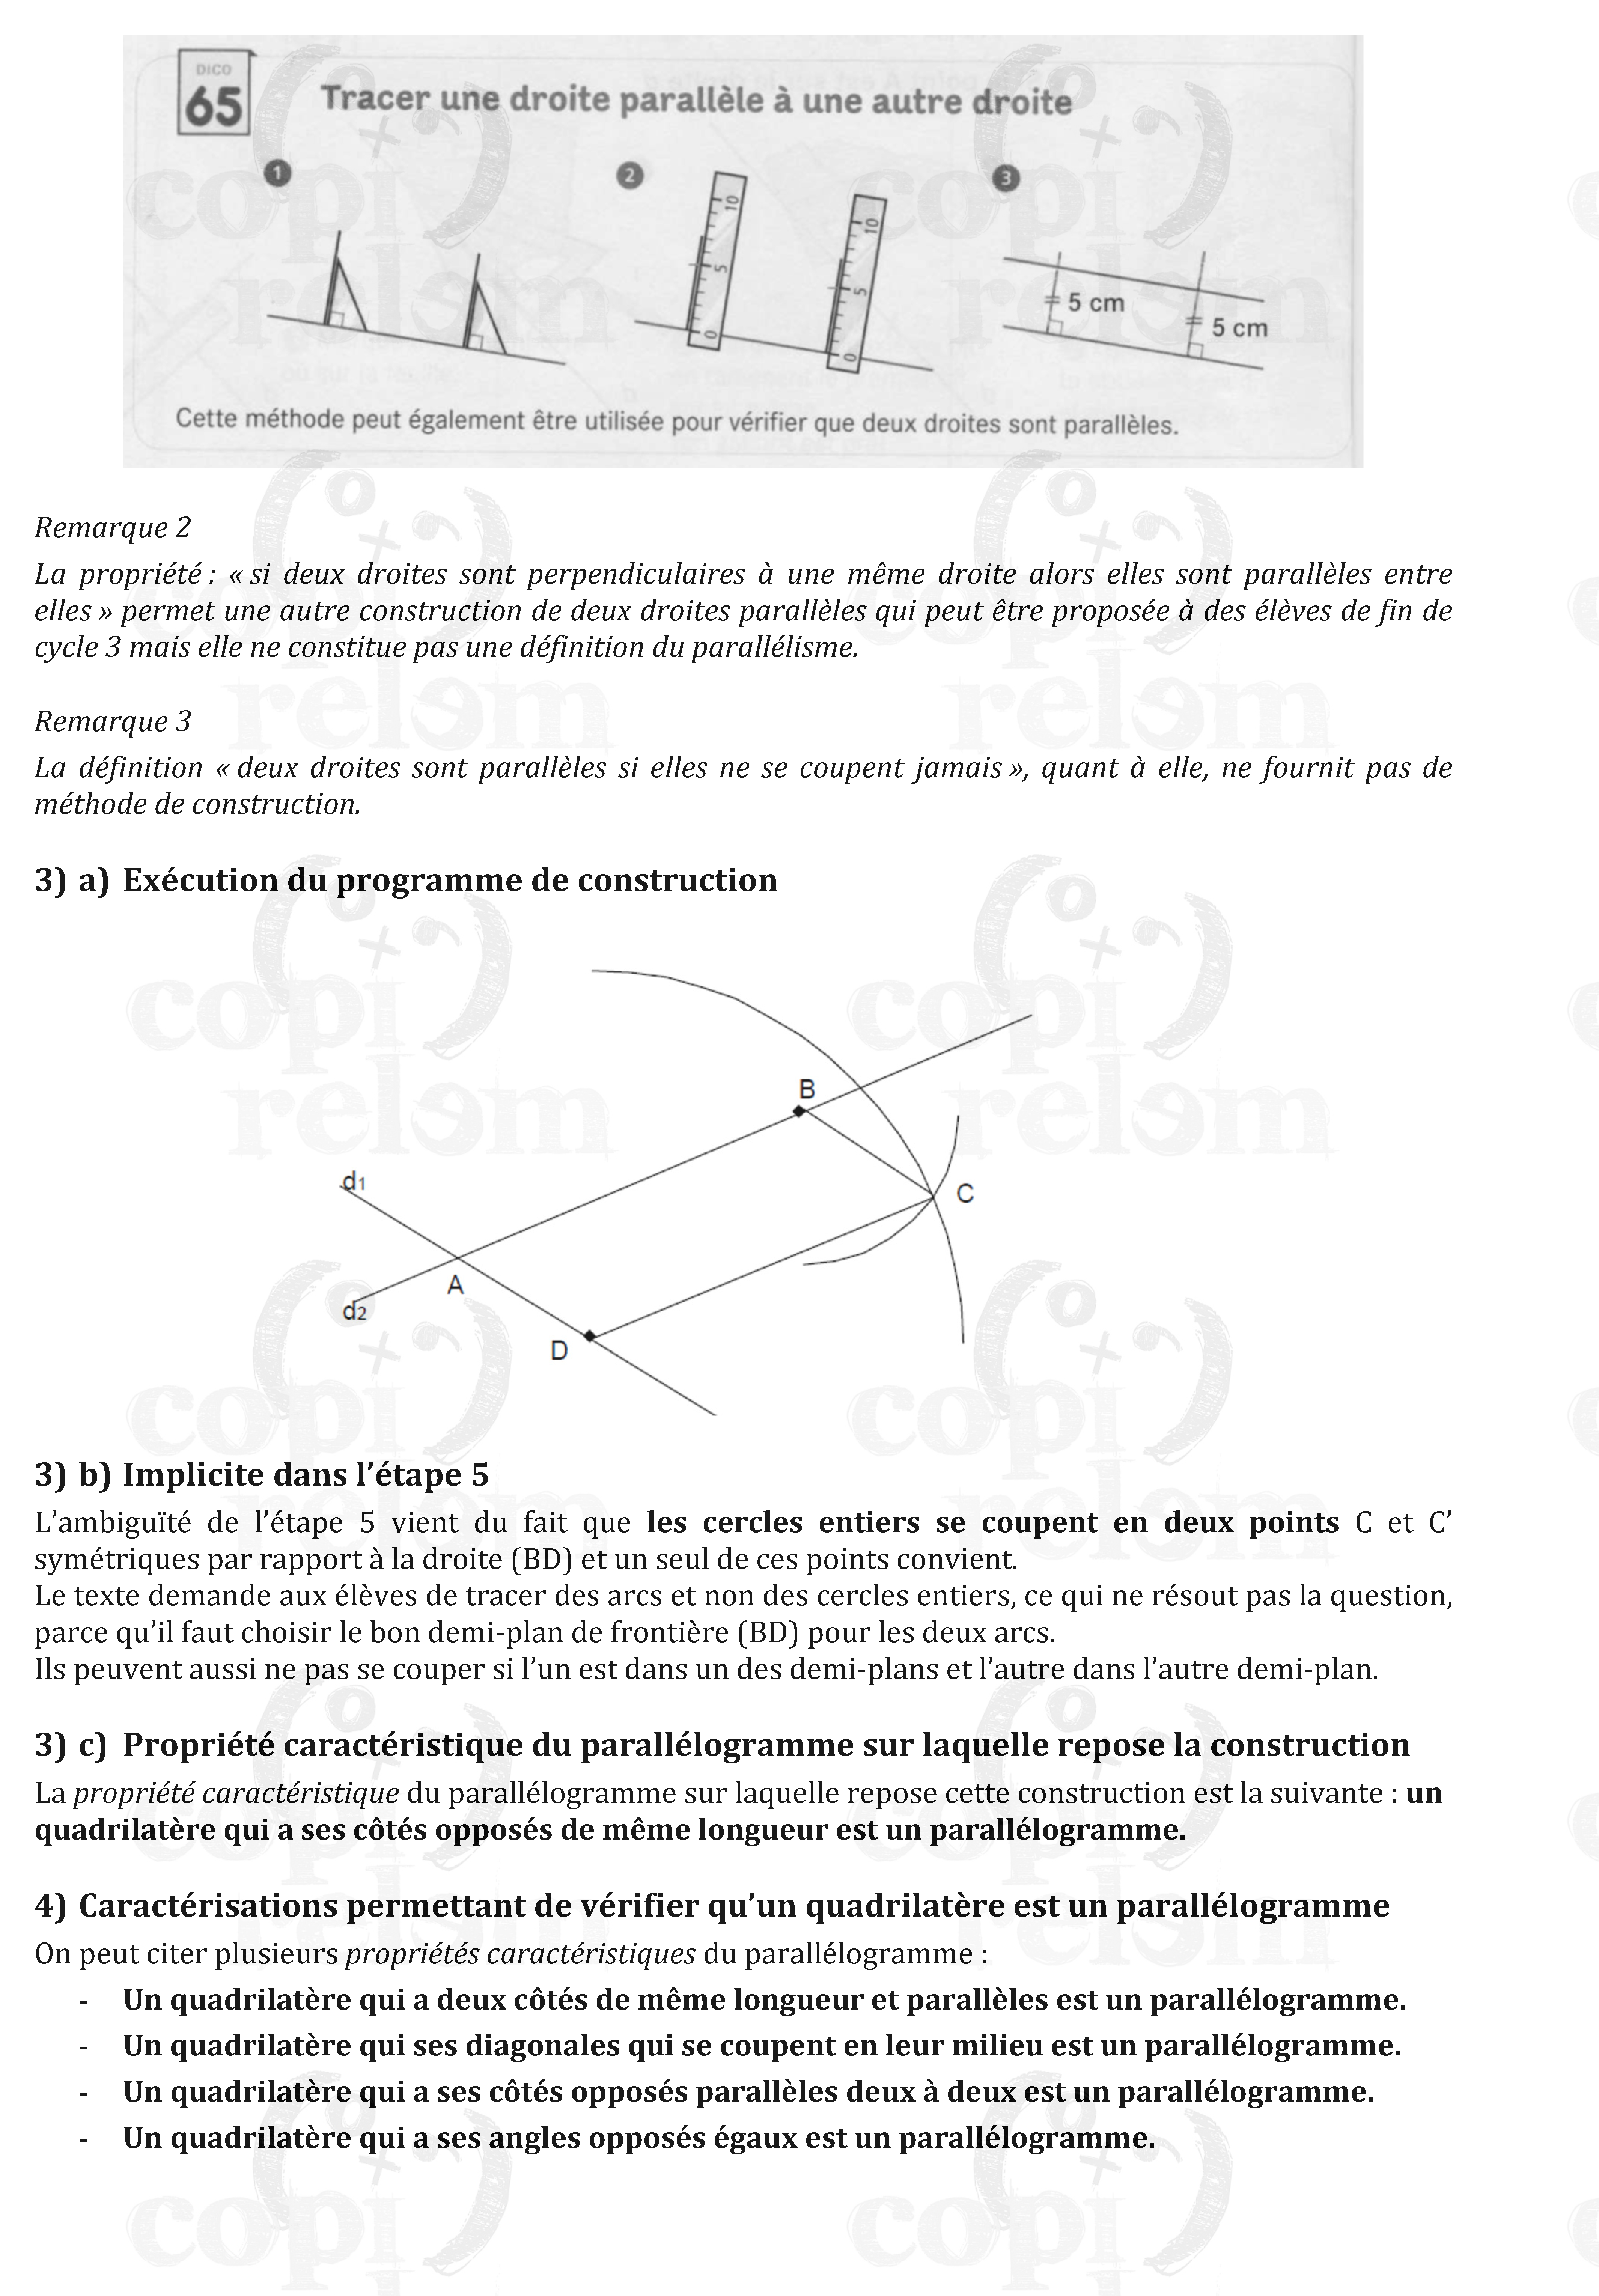 DICO
65
Tracer une droite parallèle à une autre droite
1
2
3
10
5
0
10
5
0
5 cm
5 cm
Cette méthode peut également être utilisée pour vérifier que deux droites sont parallèles.
Remarque 2
La propriété : « si deux droites sont perpendiculaires à une même droite alors elles sont parallèles entre
elles » permet une autre construction de deux droites parallèles qui peut être proposée à des élèves de fin de
cycle 3 mais elle ne constitue pas une définition du parallélisme.
Remarque 3
La définition « deux droites sont parallèles si elles ne se coupent jamais », quant à elle, ne fournit pas de
méthode de construction.
3) a) Exécution du programme de construction
B
d1
C
A
d2
D
3) b) Implicite dans l’étape 5
L’ambiguïté de l’étape 5 vient du fait que les cercles entiers se coupent en deux points C et C’
symétriques par rapport à la droite (BD) et un seul de ces points convient.
Le texte demande aux élèves de tracer des arcs et non des cercles entiers, ce qui ne résout pas la question,
parce qu’il faut choisir le bon demi-plan de frontière (BD) pour les deux arcs.
Ils peuvent aussi ne pas se couper si l’un est dans un des demi-plans et l’autre dans l’autre demi-plan.
3) c) Propriété caractéristique du parallélogramme sur laquelle repose la construction
La propriété caractéristique du parallélogramme sur laquelle repose cette construction est la suivante : un
quadrilatère qui a ses côtés opposés de même longueur est un parallélogramme.
4) Caractérisations permettant de vérifier qu’un quadrilatère est un parallélogramme
On peut citer plusieurs propriétés caractéristiques du parallélogramme :
- Un quadrilatère qui a deux côtés de même longueur et parallèles est un parallélogramme.
- Un quadrilatère qui ses diagonales qui se coupent en leur milieu est un parallélogramme.
- Un quadrilatère qui a ses côtés opposés parallèles deux à deux est un parallélogramme.
- Un quadrilatère qui a ses angles opposés égaux est un parallélogramme.
copi
relem